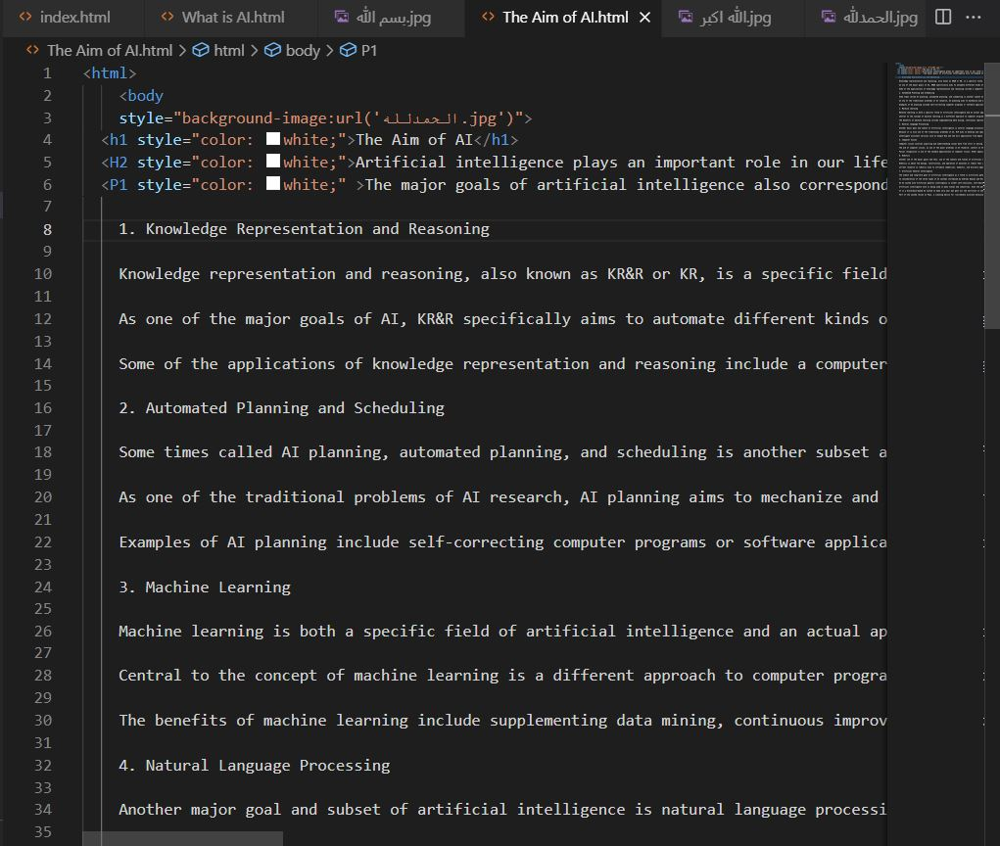 index.html What is AI.html بسم الله.jpg The Aim of AI.html الله اكبر.jpg الحمدلله.jpg
The Aim of AI.html > html > body > P1
1 <html>
2 <body
3 style="background-image:url('الحمدلله.jpg')">
4 <h1 style="color: white;">The Aim of AI</h1>
5 <H2 style="color: white;">Artificial intelligence plays an important role in our life
6 <P1 style="color: white;" >The major goals of artificial intelligence also correspond
7
8 1. Knowledge Representation and Reasoning
9
10 Knowledge representation and reasoning, also known as KR&R or KR, is a specific field
11
12 As one of the major goals of AI, KR&R specifically aims to automate different kinds o
13
14 Some of the applications of knowledge representation and reasoning include a computer
15
16 2. Automated Planning and Scheduling
17
18 Some times called AI planning, automated planning, and scheduling is another subset a
19
20 As one of the traditional problems of AI research, AI planning aims to mechanize and
21
22 Examples of AI planning include self-correcting computer programs or software applica
23
24 3. Machine Learning
25
26 Machine learning is both a specific field of artificial intelligence and an actual ap
27
28 Central to the concept of machine learning is a different approach to computer progra
29
30 The benefits of machine learning include supplementing data mining, continuous improv
31
32 4. Natural Language Processing
33
34 Another major goal and subset of artificial intelligence is natural language processi
35